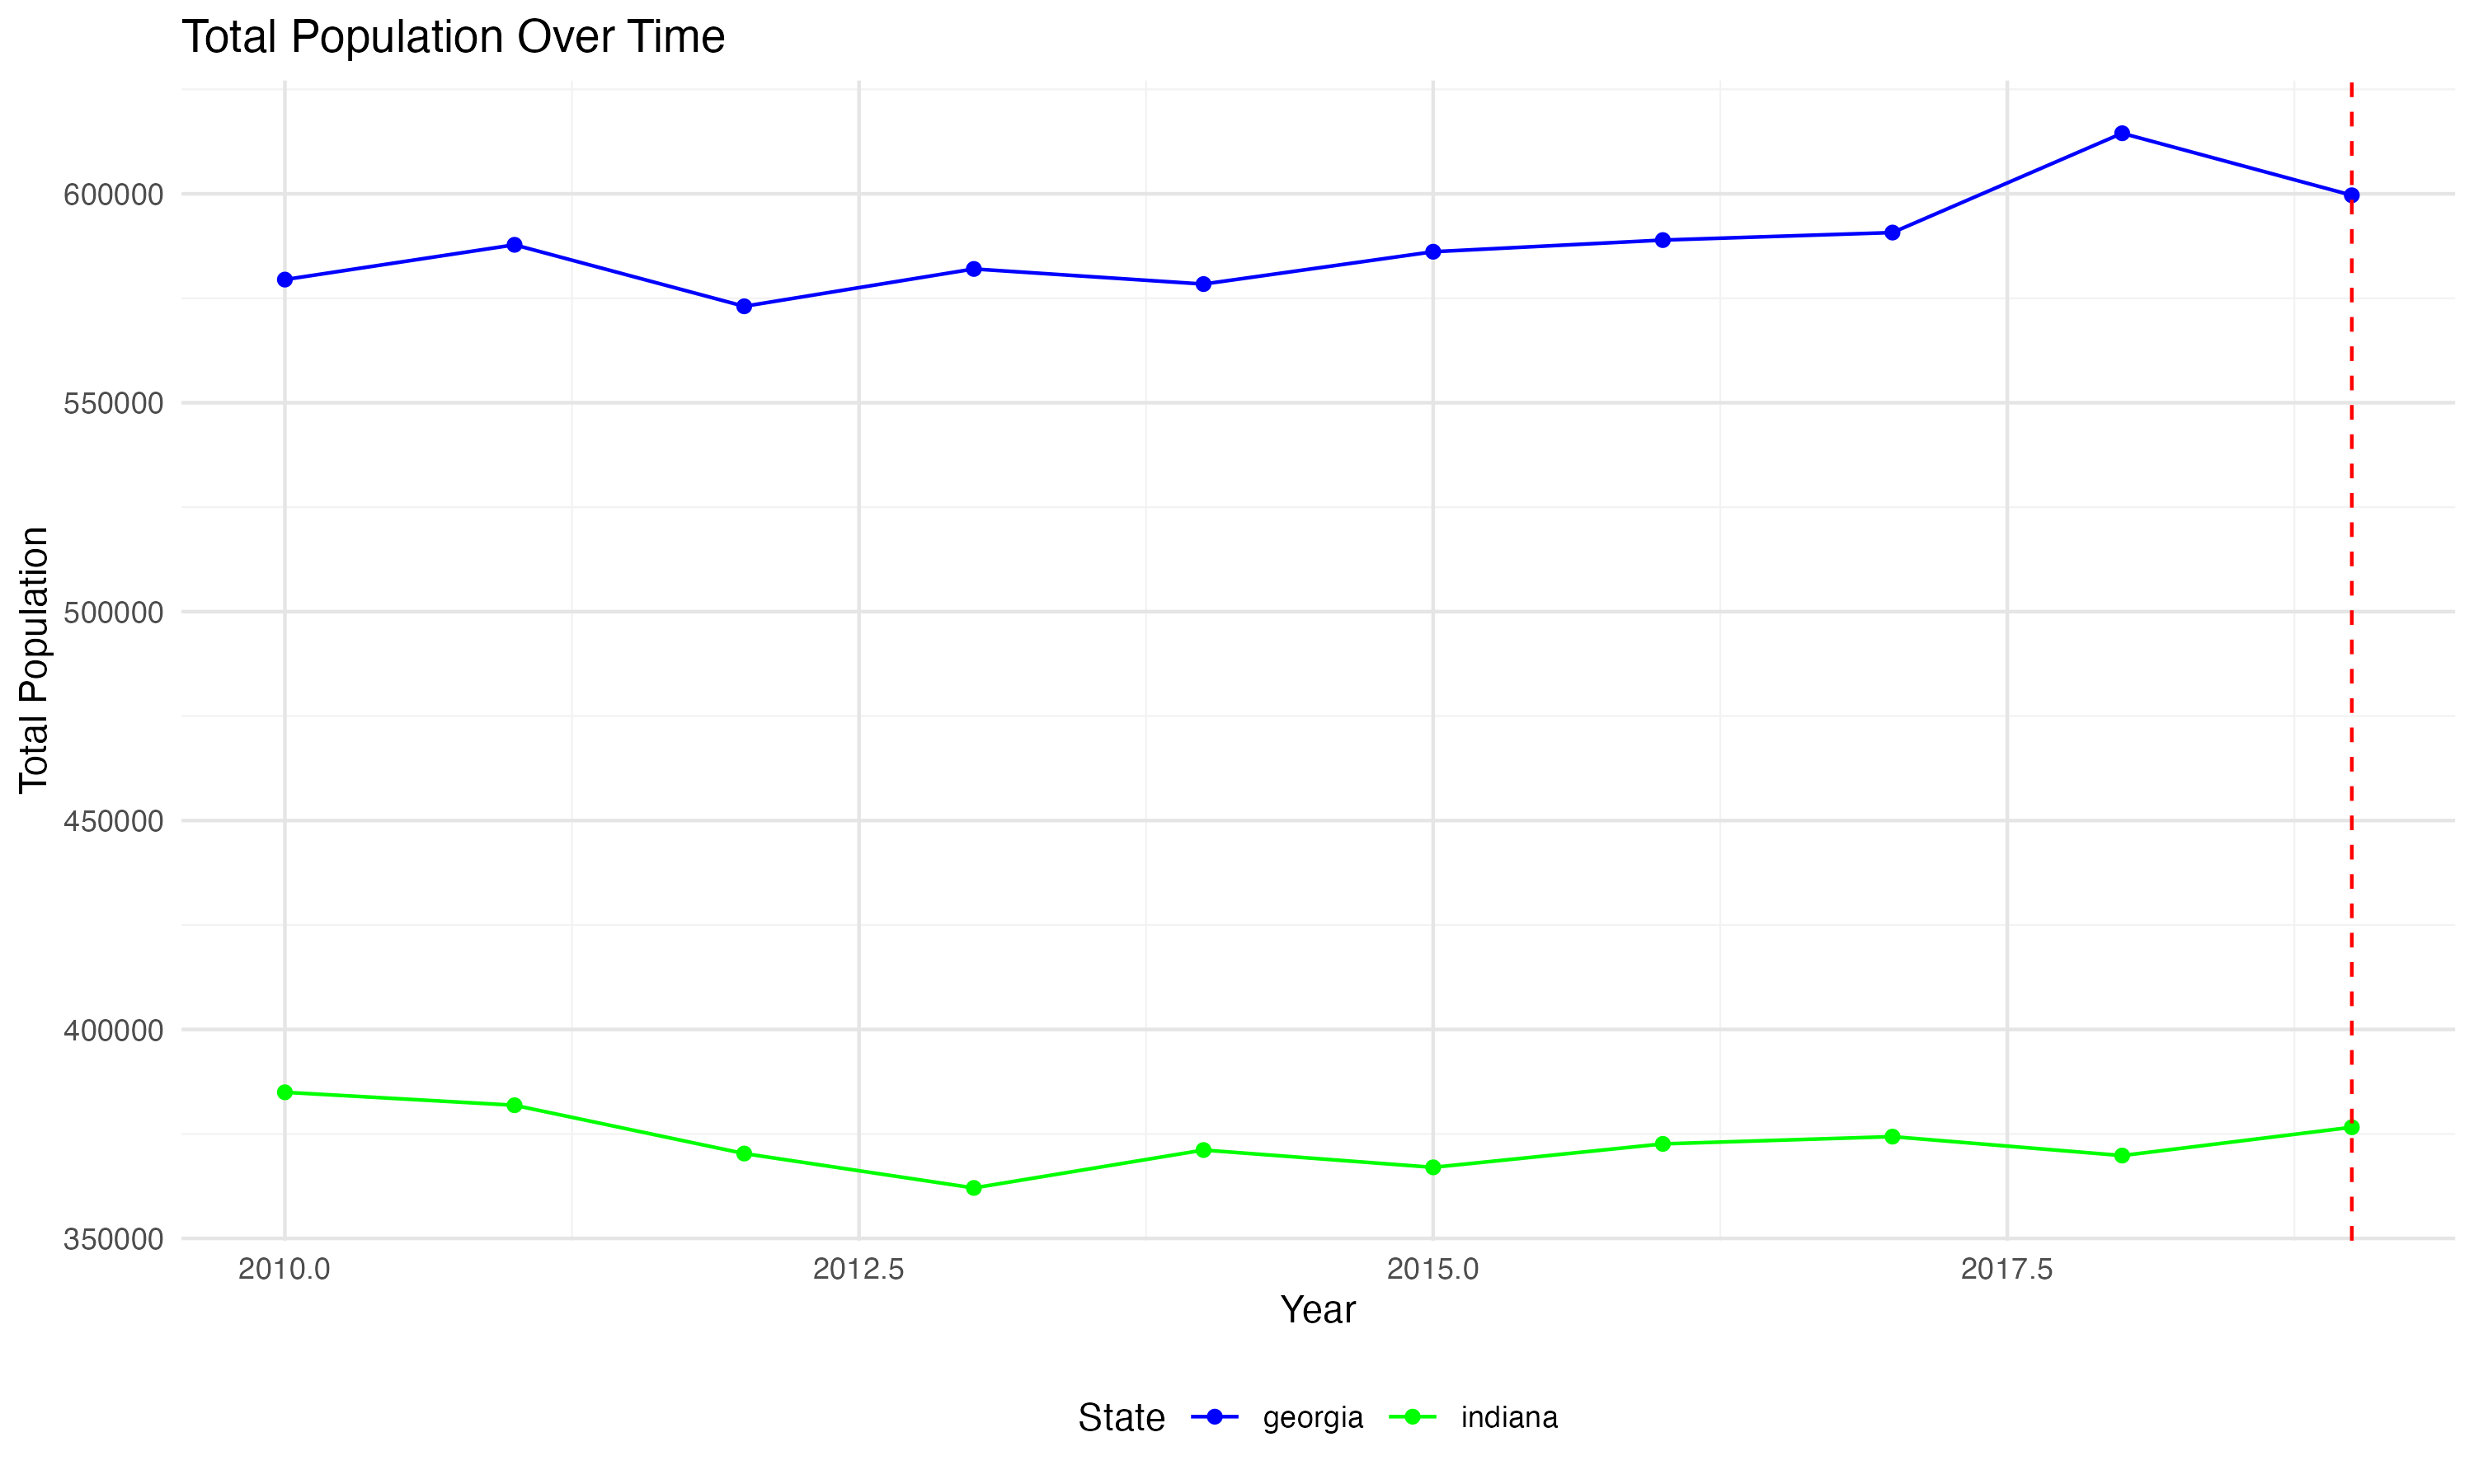 Total Population Over Time
Total Population
600000
550000
500000
450000
400000
350000
2010.0 2012.5 2015.0 2017.5
Year
State georgia indiana